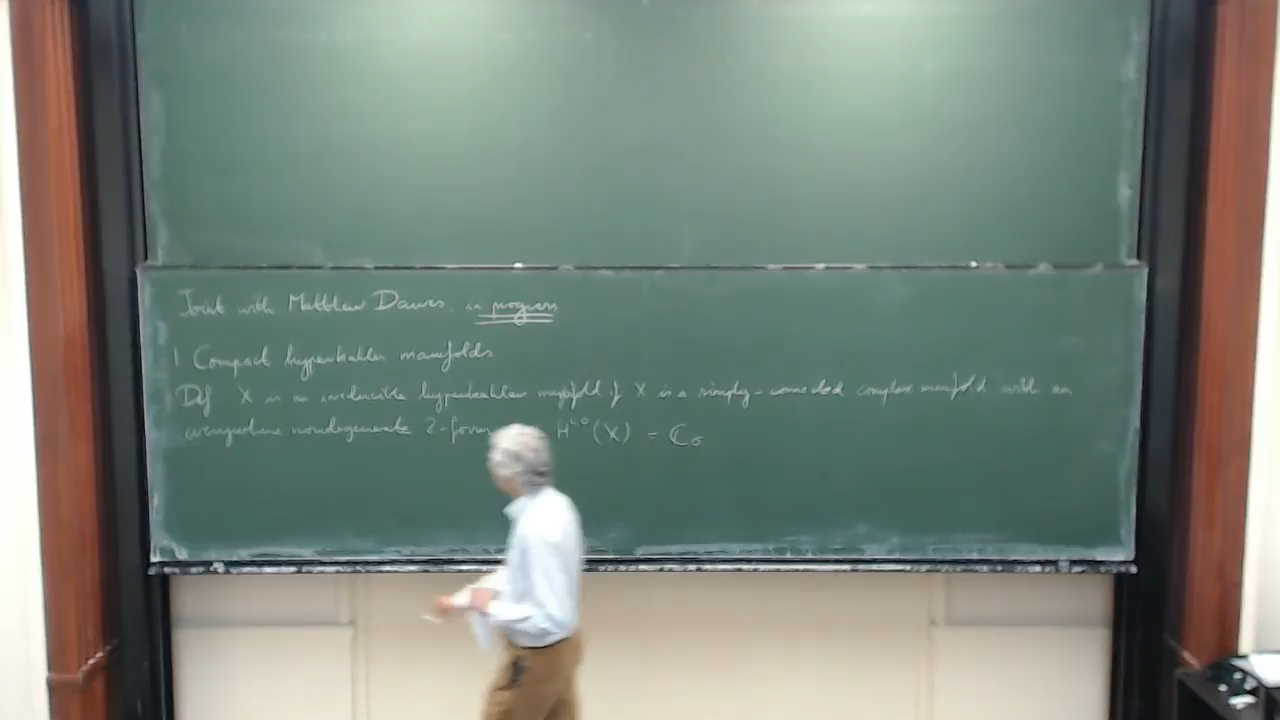 Joint with Matthew Dawes, in progress
1 Compact hyperkähler manifolds
Def X is an irreducible hyperkähler manifold if X is a simply-connected complex manifold with an
everywhere nondegenerate 2-form H²,⁰(X) = ℂσ